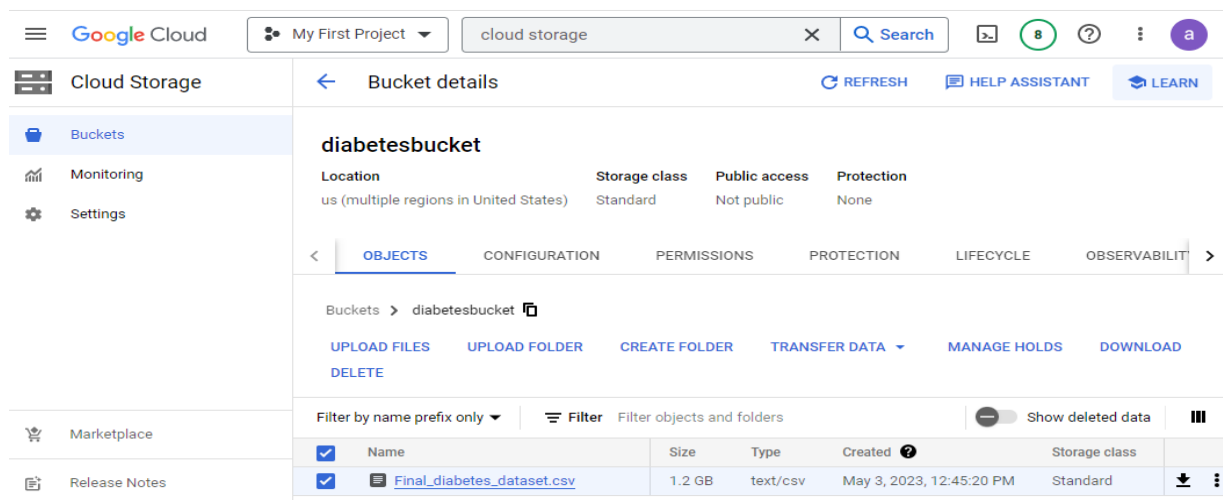 Google Cloud My First Project cloud storage Search 8 a
Cloud Storage Bucket details REFRESH HELP ASSISTANT LEARN
Buckets
Monitoring
Settings
Marketplace
Release Notes
diabetesbucket
Location Storage class Public access Protection
us (multiple regions in United States) Standard Not public None
OBJECTS CONFIGURATION PERMISSIONS PROTECTION LIFECYCLE OBSERVABILIT
Buckets > diabetesbucket
UPLOAD FILES UPLOAD FOLDER CREATE FOLDER TRANSFER DATA MANAGE HOLDS DOWNLOAD
DELETE
Filter by name prefix only Filter Filter objects and folders Show deleted data
Name Size Type Created Storage class
Final_diabetes_dataset.csv 1.2 GB text/csv May 3, 2023, 12:45:20 PM Standard